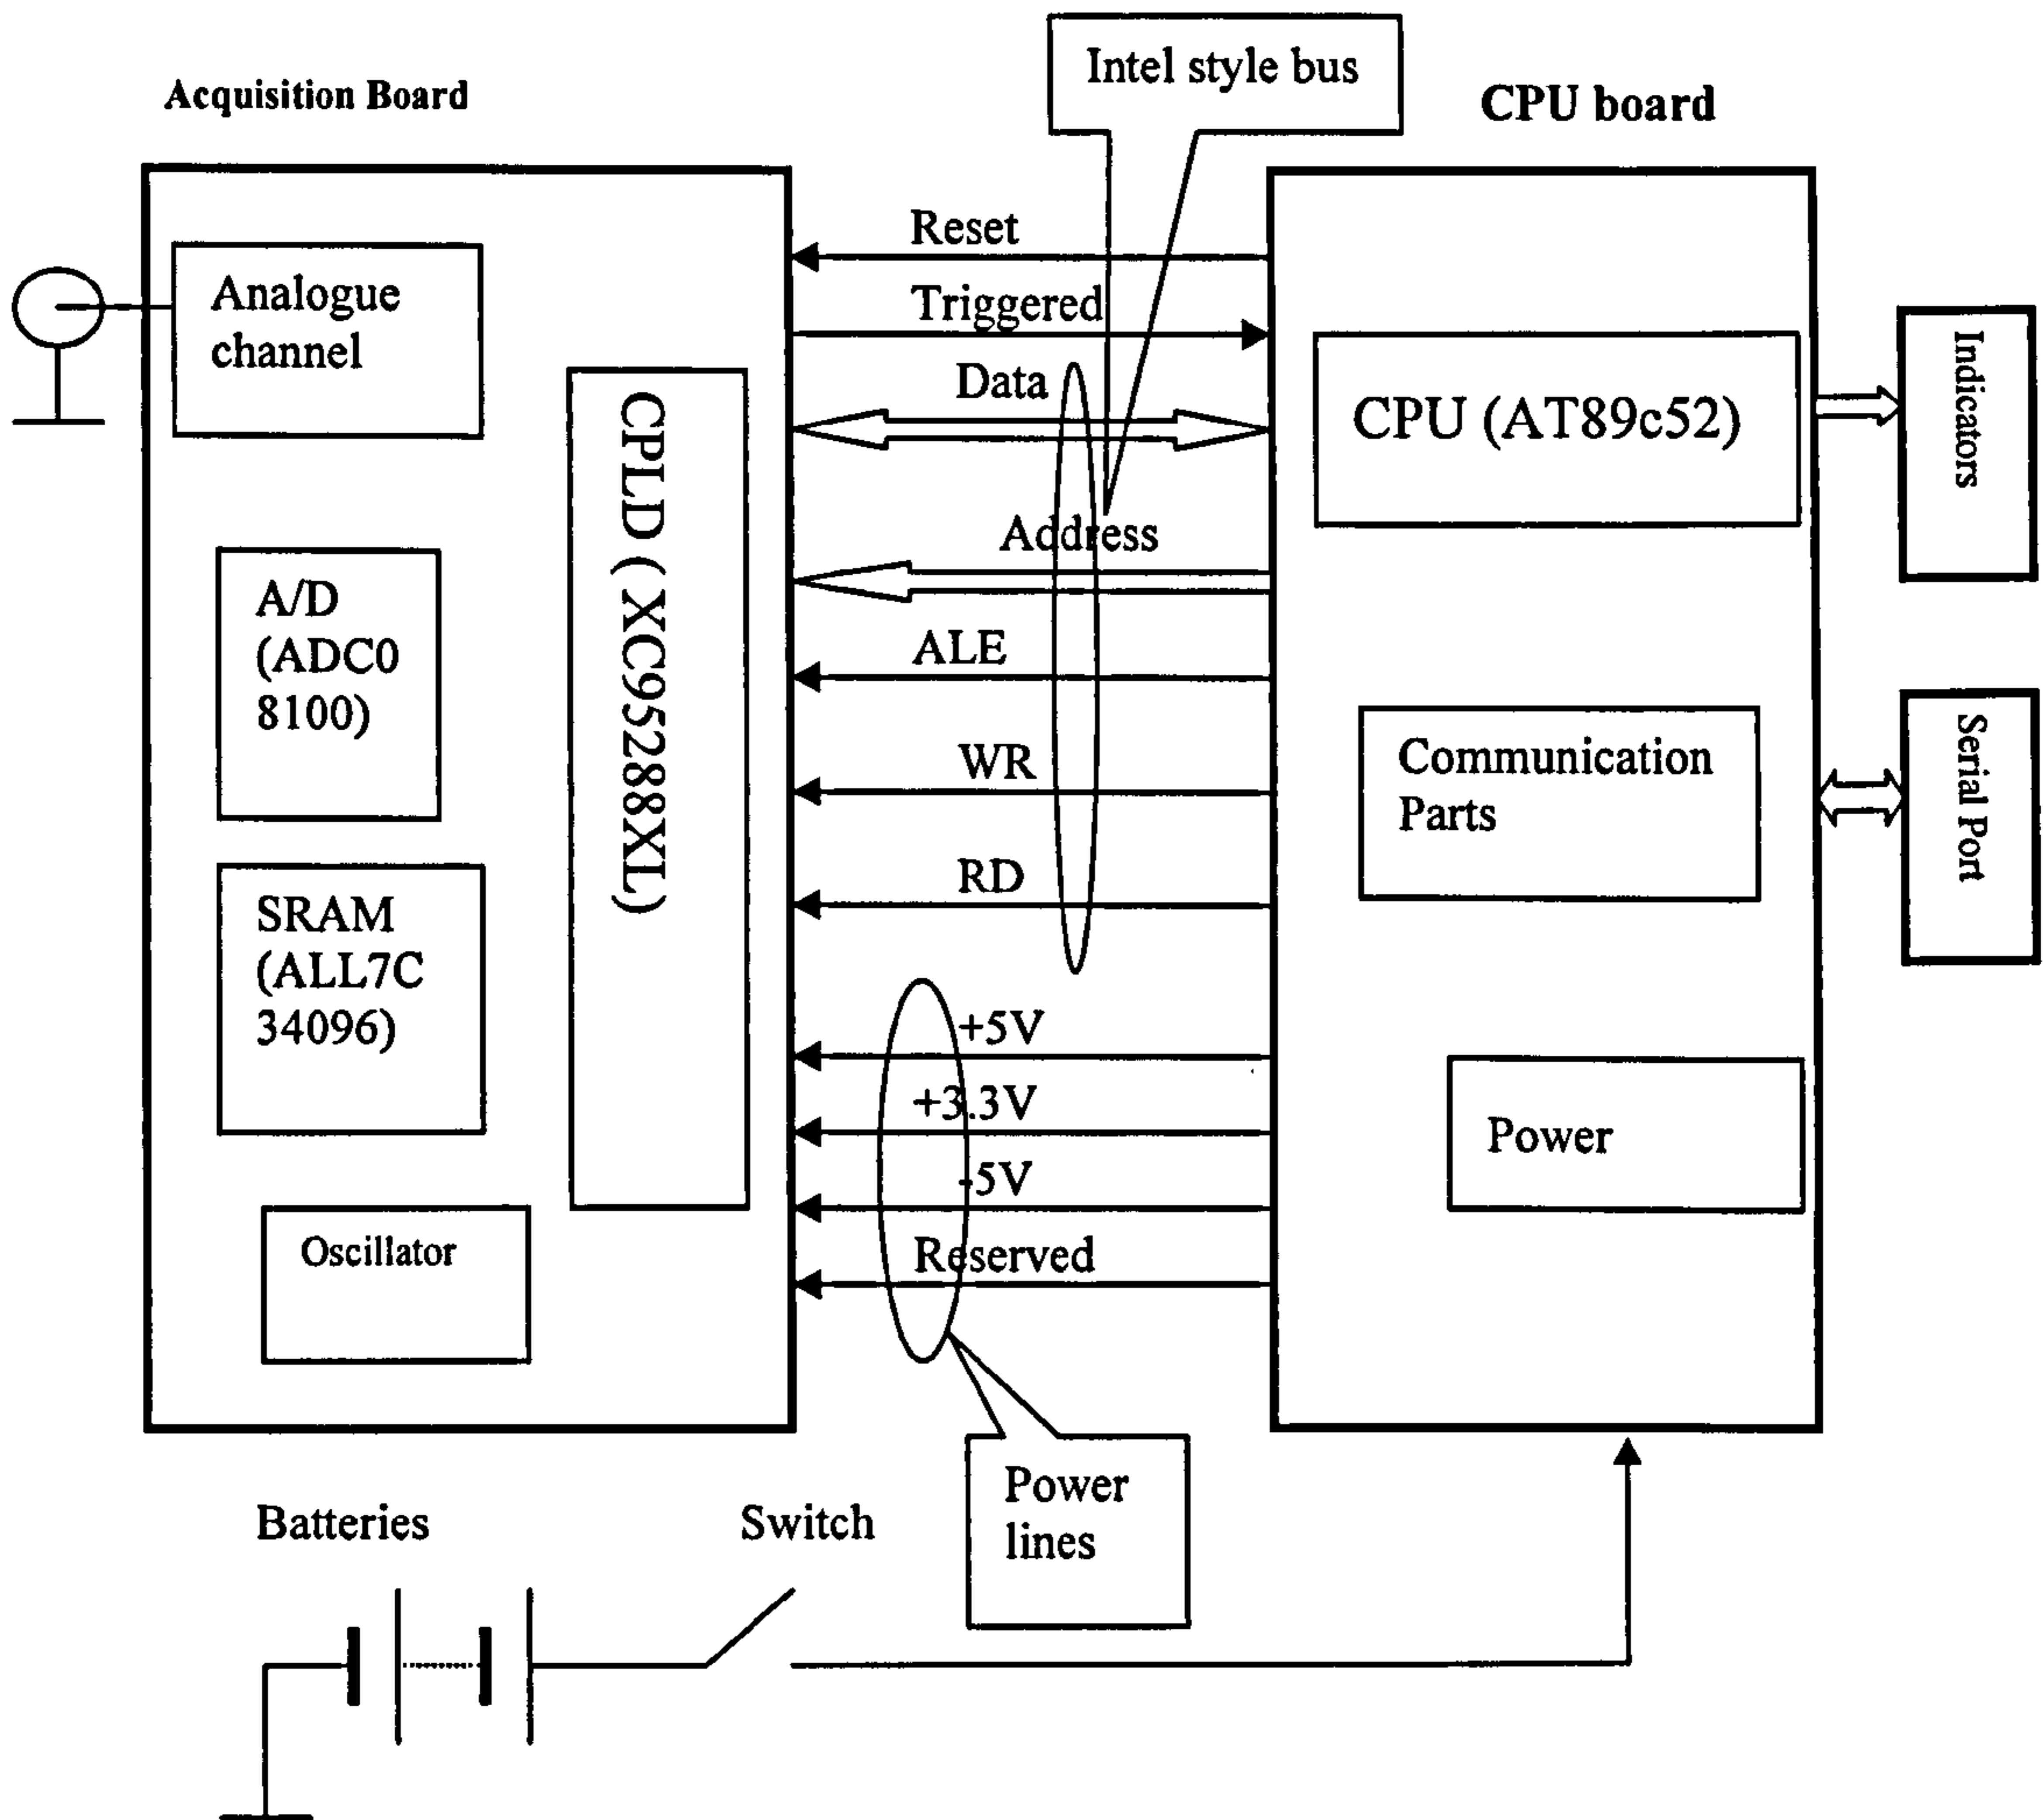 Intel style bus
Acquisition Board
CPU board
Reset
Analogue
channel
Triggered
Indicators
Data
CPU (AT89c52)
CPLD (XC95288XL)
Address
A/D
(ADC0
8100)
ALE
Communication
Parts
Serial Port
WR
RD
SRAM
(ALL7C
34096)
+5V
+3.3V
Power
-5V
Oscillator
Reserved
Power
lines
Batteries
Switch